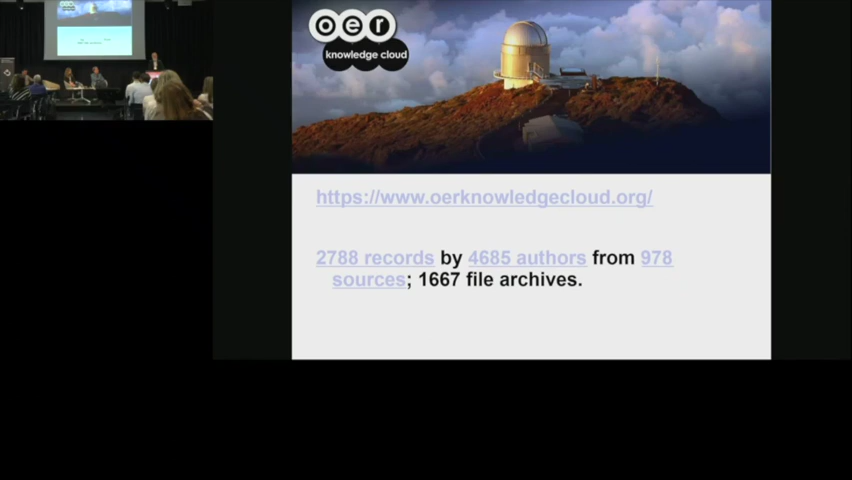 oer
knowledge cloud
https://www.oerknowledgecloud.org/
2788 records by 4685 authors from 978
sources; 1667 file archives.